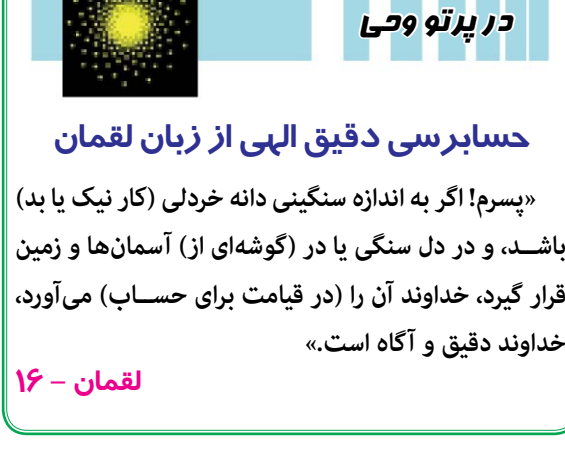 در پرتو وحی
حسابرسی دقیق الهی از زبان لقمان
«پسرم! اگر به اندازه سنگینی دانه خردلی (کار نیک یا بد)
باشــد، و در دل سنگی یا در (گوشه‌ای از) آسمان‌ها و زمین
قرار گیرد، خداوند آن را (در قیامت برای حســاب) می‌آورد،
خداوند دقیق و آگاه است.»
لقمان – ۱۶